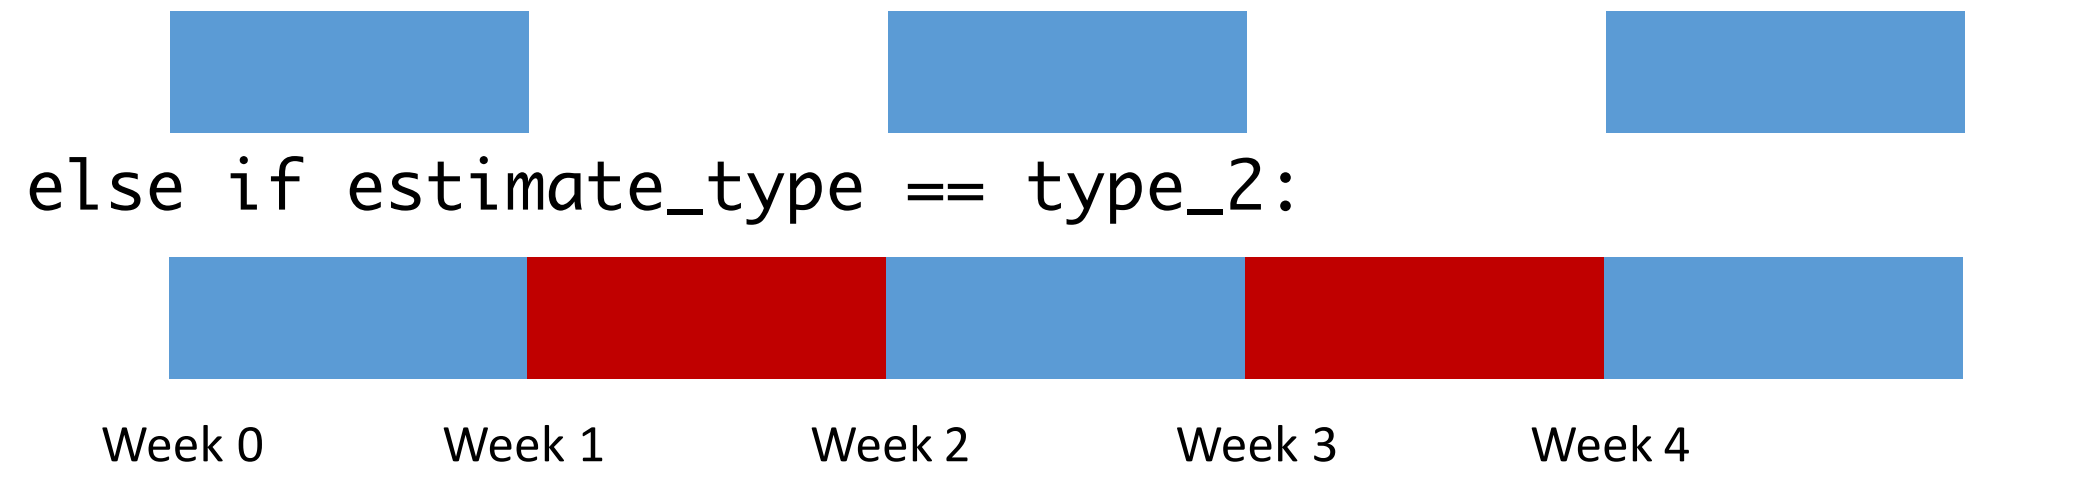 else if estimate_type == type_2:
Week 0 Week 1 Week 2 Week 3 Week 4